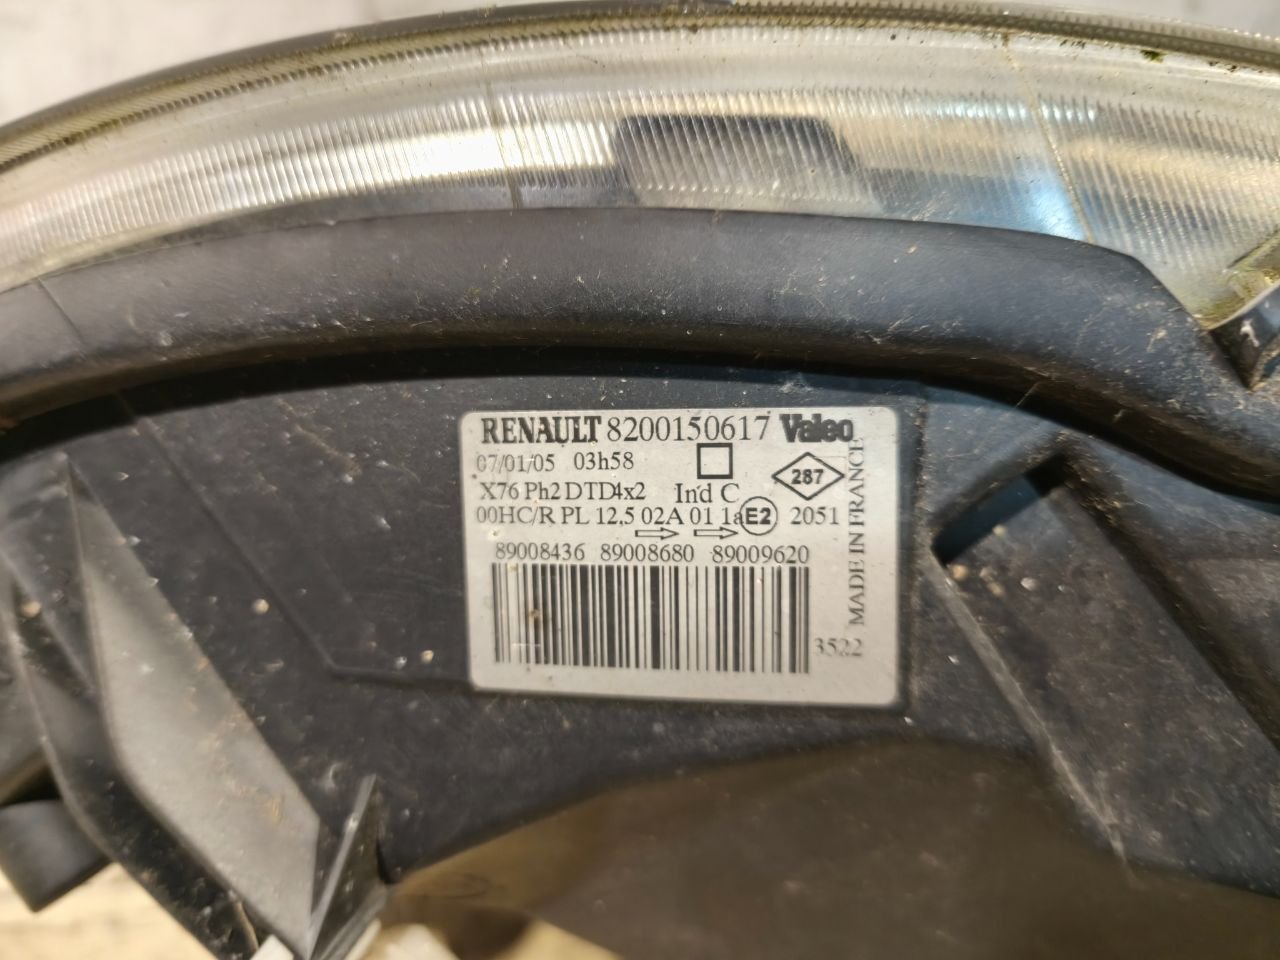 RENAULT 8200150617 Valeo
07/01/05 03h58
287
X76 Ph2 DTD4x2 Ind C
00HC/R PL 12,5 02A 01 1a E2 2051
89008436 89008680 89009620
3522
MADE IN FRANCE